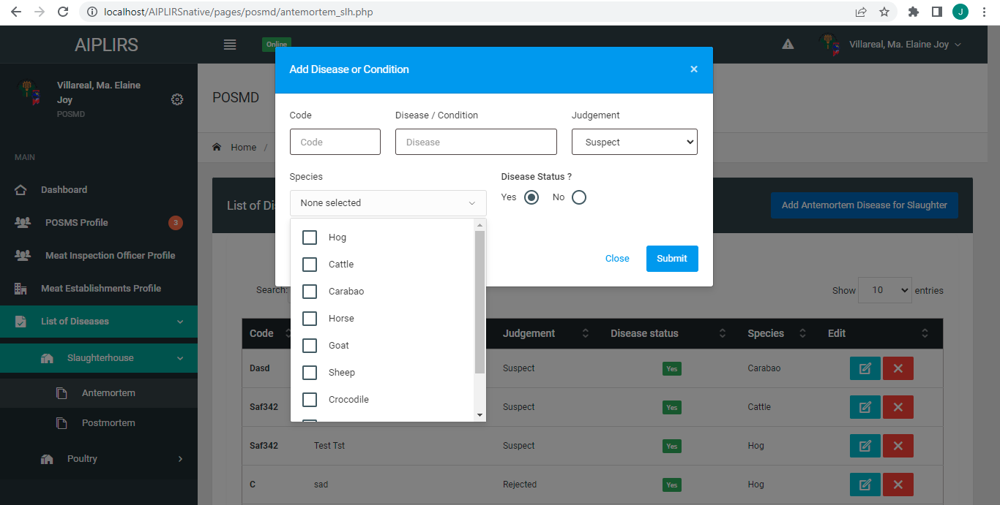 localhost/AIPLIRSnative/pages/posmd/antemortem_slh.php
J
AIPLIRS
Online
Villareal, Ma. Elaine Joy
Villareal, Ma. Elaine
Joy
POSMD
MAIN
Dashboard
POSMS Profile
3
Meat Inspection Officer Profile
Meat Establishments Profile
List of Diseases
Slaughterhouse
Antemortem
Postmortem
Poultry
POSMD
Home /
Add Disease or Condition
×
Code
Disease / Condition
Judgement
Code
Disease
Suspect
Species
Disease Status ?
None selected
Yes
No
Hog
Cattle
Carabao
Horse
Goat
Sheep
Crocodile
Close
Submit
List of Dis
Add Antemortem Disease for Slaughter
Search:
Show 10 entries
Code Judgement Disease status Species Edit
Dasd Suspect Yes Carabao
Saf342 Suspect Yes Cattle
Saf342 Test Tst Suspect Yes Hog
C sad Rejected Yes Hog